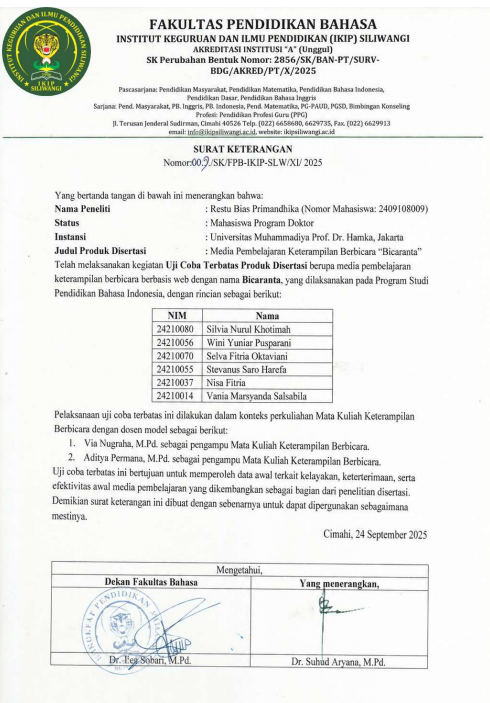 FAKULTAS PENDIDIKAN BAHASA
INSTITUT KEGURUAN DAN ILMU PENDIDIKAN (IKIP) SILIWANGI
AKREDITASI INSTITUSI "A" (Unggul)
SK Perubahan Bentuk Nomor: 2856/SK/BAN-PT/SURV-
BDG/AKRED/PT/X/2025
Pascasarjana: Pendidikan Masyarakat, Pendidikan Matematika, Pendidikan Bahasa Indonesia,
Pendidikan Dasar, Pendidikan Bahasa Inggris
Sarjana: Pend. Masyarakat, PB. Inggris, PB. Indonesia, Pend. Matematika, PG-PAUD, PGSD, Bimbingan Konseling
Profesi: Pendidikan Profesi Guru (PPG)
Jl. Terusan Jenderal Sudirman, Cimahi 40526 Telp. (022) 6658680, 6629735, Fax. (022) 6629913
email: info@ikipsiliwangi.ac.id, website: ikipsiliwangi.ac.id
INSTITUT KEGURUAN DAN ILMU PENDIDIKAN
IKIP
SILIWANGI
SURAT KETERANGAN
Nomor:00.9/SK/FPB-IKIP-SLW/XI/ 2025
Yang bertanda tangan di bawah ini menerangkan bahwa:
Nama Peneliti : Restu Bias Primandhika (Nomor Mahasiswa: 2409108009)
Status : Mahasiswa Program Doktor
Instansi : Universitas Muhammadiya Prof. Dr. Hamka, Jakarta
Judul Produk Disertasi : Media Pembelajaran Keterampilan Berbicara "Bicaranta"
Telah melaksanakan kegiatan Uji Coba Terbatas Produk Disertasi berupa media pembelajaran
keterampilan berbicara berbasis web dengan nama Bicaranta, yang dilaksanakan pada Program Studi
Pendidikan Bahasa Indonesia, dengan rincian sebagai berikut:
NIM Nama
24210080 Silvia Nurul Khotimah
24210056 Wini Yuniar Pusparani
24210070 Selva Fitria Oktaviani
24210055 Stevanus Saro Harefa
24210037 Nisa Fitria
24210014 Vania Marsyanda Salsabila
Pelaksanaan uji coba terbatas ini dilakukan dalam konteks perkuliahan Mata Kuliah Keterampilan
Berbicara dengan dosen model sebagai berikut:
1. Via Nugraha, M.Pd. sebagai pengampu Mata Kuliah Keterampilan Berbicara.
2. Aditya Permana, M.Pd. sebagai pengampu Mata Kuliah Keterampilan Berbicara.
Uji coba terbatas ini bertujuan untuk memperoleh data awal terkait kelayakan, keterterimaan, serta
efektivitas awal media pembelajaran yang dikembangkan sebagai bagian dari penelitian disertasi.
Demikian surat keterangan ini dibuat dengan sebenarnya untuk dapat dipergunakan sebagaimana
mestinya.
Cimahi, 24 September 2025
Mengetahui,
Dekan Fakultas Bahasa Yang menerangkan,
Dr. Sobari, M.Pd. Dr. Suhud Aryana, M.Pd.